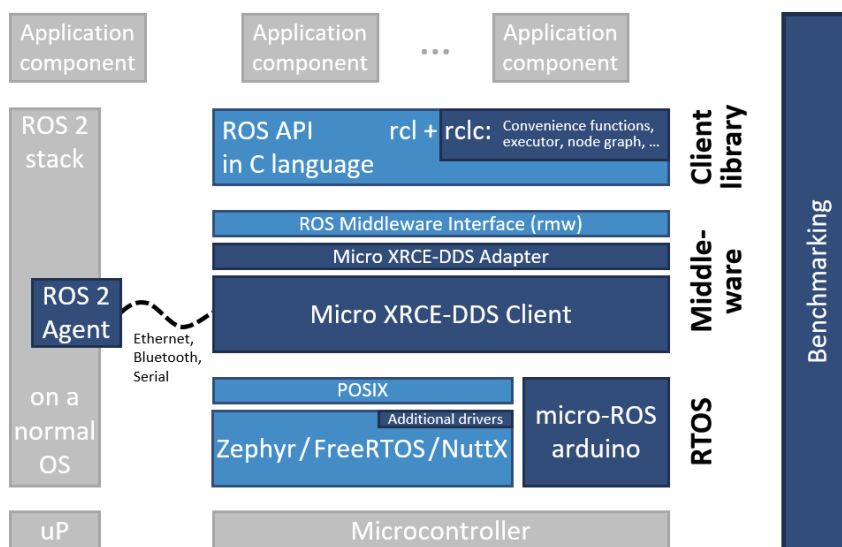 Application
component
Application
component
...
Application
component
ROS 2
stack
ROS API
in C language
rcl + rclc:
Convenience functions,
executor, node graph, ...
Client
library
ROS Middleware Interface (rmw)
Micro XRCE-DDS Adapter
Micro XRCE-DDS Client
Middle-
ware
ROS 2
Agent
Ethernet,
Bluetooth,
Serial
on a
normal
OS
POSIX
Additional drivers
Zephyr/FreeRTOS/NuttX
micro-ROS
arduino
RTOS
uP
Microcontroller
Benchmarking